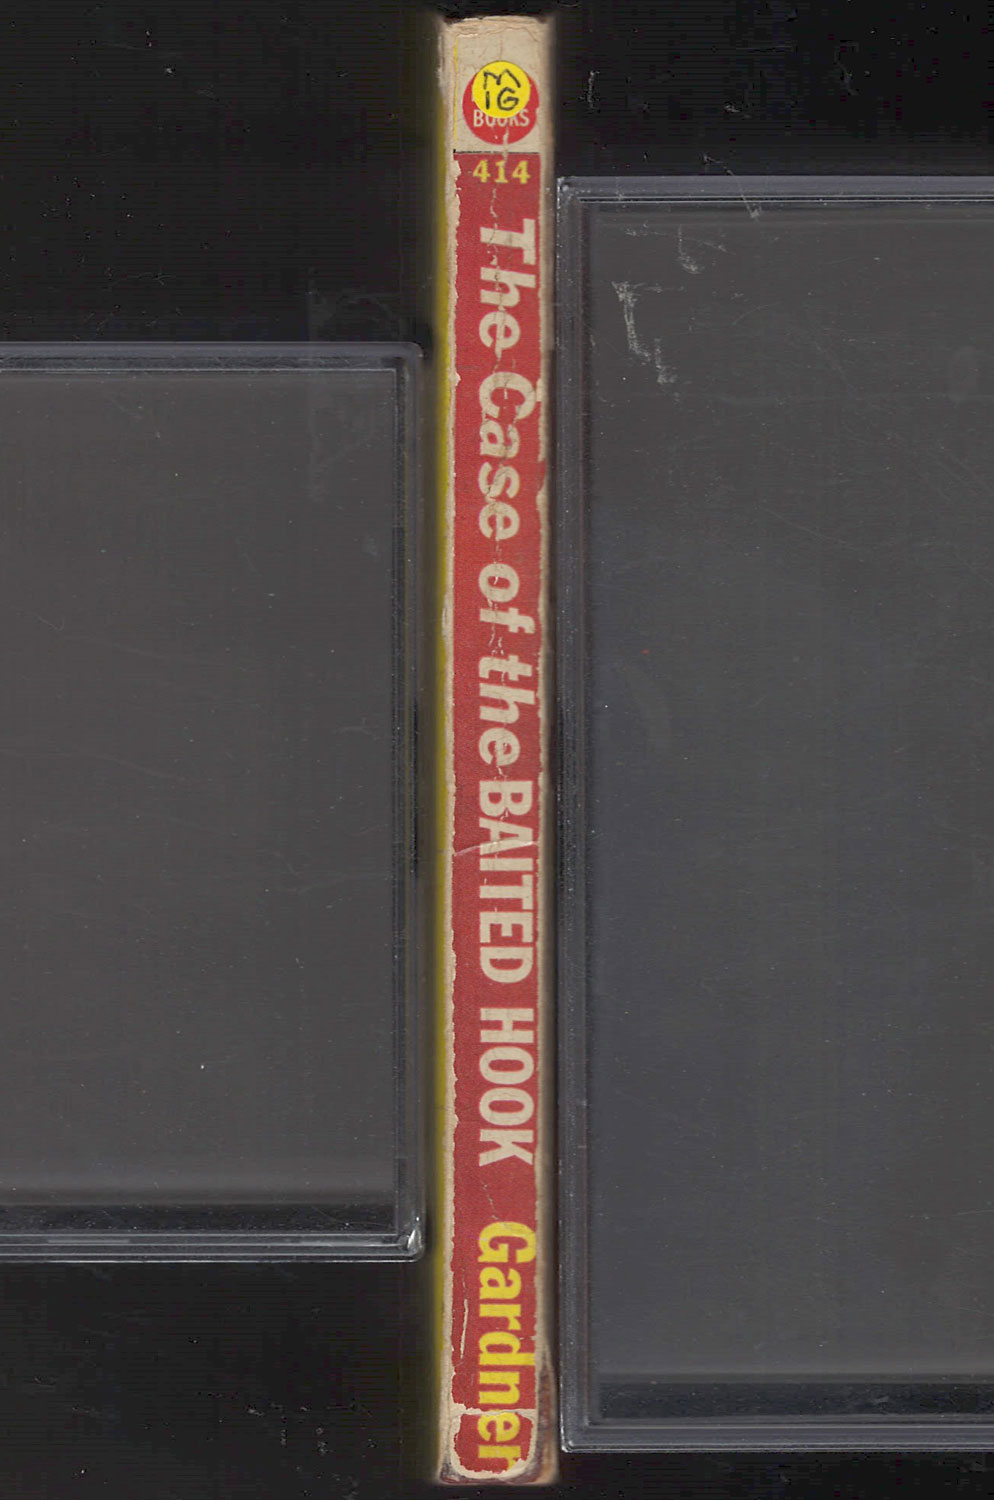 M
IG
BOOKS
414
The Case of the BAITED HOOK Gardner